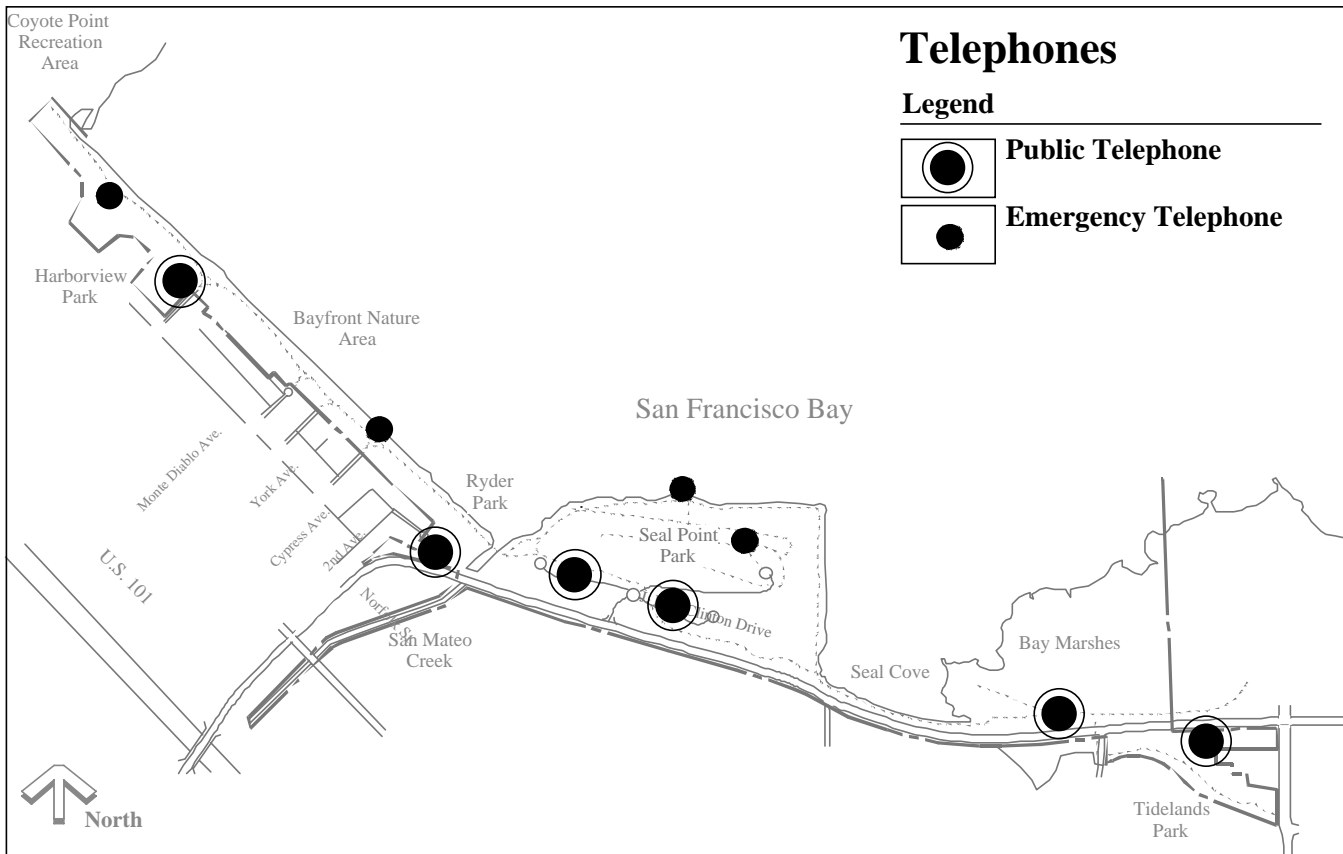 Coyote Point
Recreation
Area
Telephones
Legend
Public Telephone
Emergency Telephone
Harborview
Park
Bayfront Nature
Area
San Francisco Bay
Monte Diablo Ave.
York Ave.
Cypress Ave.
2nd Ave.
Ryder
Park
Seal Point
Park
U.S. 101
San Mateo
Creek
Drive
Bay Marshes
Seal Cove
Tidelands
Park
North